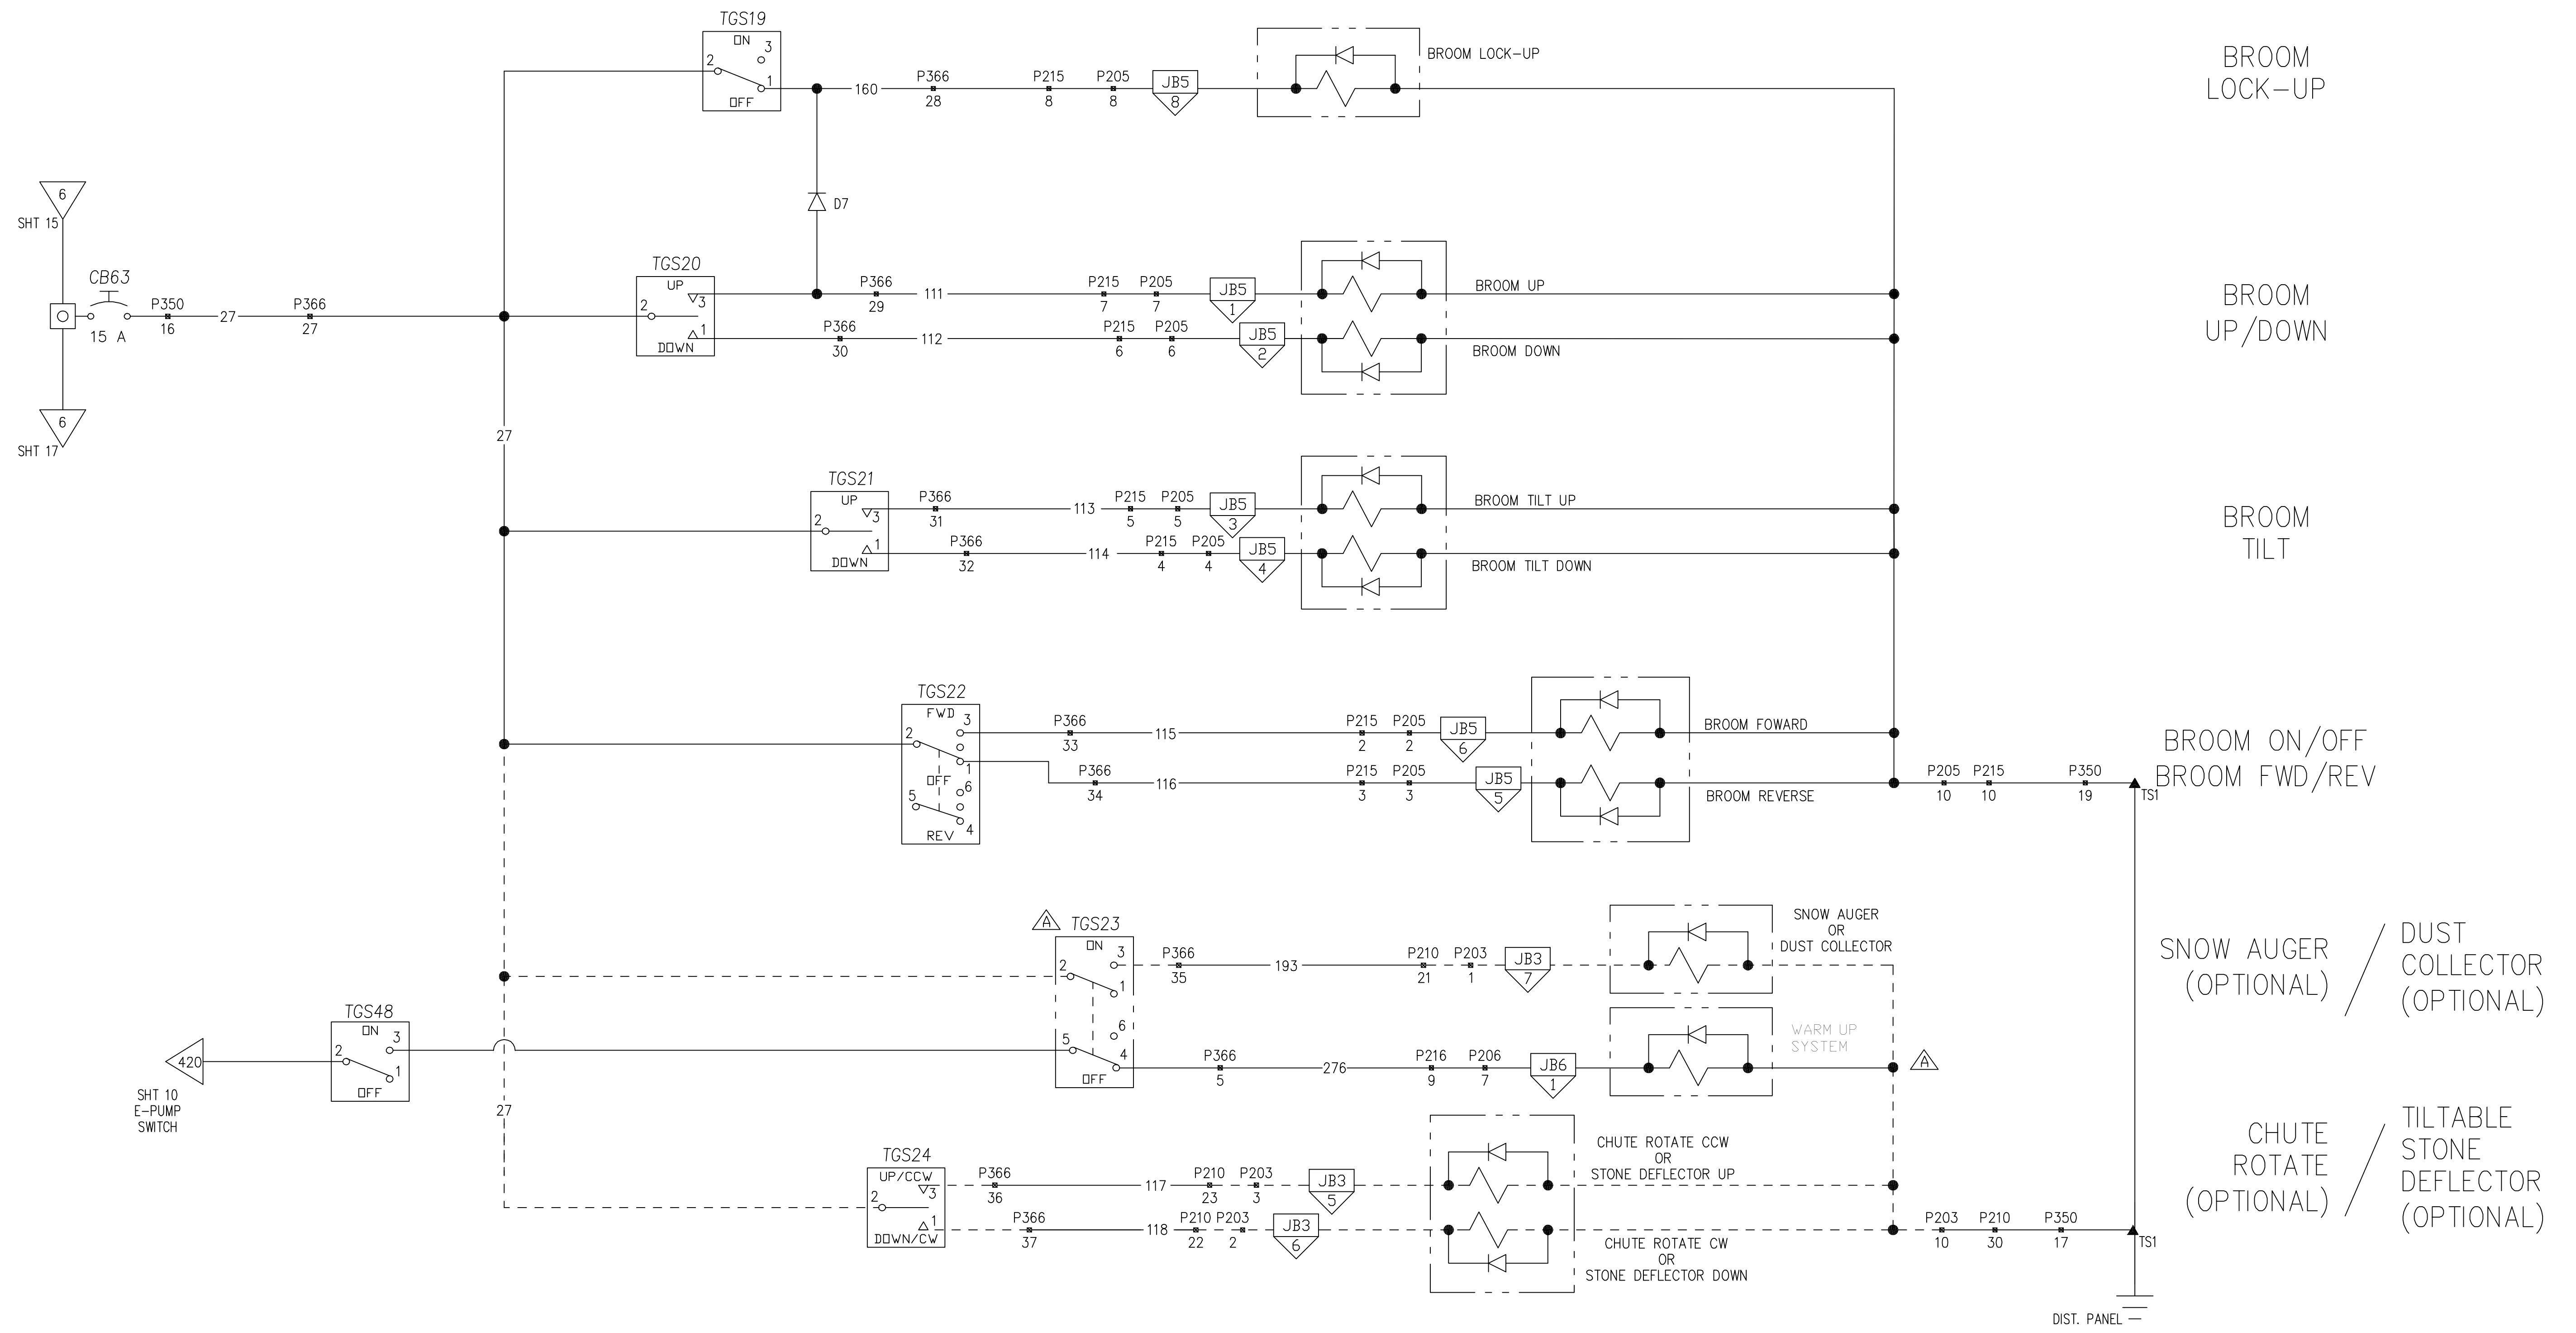 TGS19
ON
3
2
1
OFF
160
P366
28
P215
8
P205
8
JB5
8
BROOM LOCK-UP
BROOM
LOCK-UP
6
SHT 15
D7
CB63
15 A
P350
16
27
P366
27
TGS20
UP
2
3
1
DOWN
P366
29
111
P215
7
P205
7
JB5
1
BROOM UP
P366
30
112
P215
6
P205
6
JB5
2
BROOM DOWN
BROOM
UP/DOWN
6
SHT 17
27
TGS21
UP
2
3
1
DOWN
P366
31
113
P215
5
P205
5
JB5
3
BROOM TILT UP
P366
32
114
P215
4
P205
4
JB5
4
BROOM TILT DOWN
BROOM
TILT
TGS22
FWD
3
2
1
OFF
6
5
4
REV
P366
33
115
P215
2
P205
2
JB5
6
BROOM FOWARD
P366
34
116
P215
3
P205
3
JB5
5
BROOM REVERSE
P205
10
P215
10
P350
19
TS1
BROOM ON/OFF
BROOM FWD/REV
A
TGS23
ON
3
2
1
6
5
4
OFF
P366
35
193
P210
21
P203
1
JB3
7
SNOW AUGER
OR
DUST COLLECTOR
SNOW AUGER
(OPTIONAL)
/
DUST
COLLECTOR
(OPTIONAL)
420
SHT 10
E-PUMP
SWITCH
TGS48
ON
3
2
1
OFF
P366
5
276
P216
9
P206
7
JB6
1
WARM UP
SYSTEM
A
27
TGS24
UP/CCW
2
3
1
DOWN/CW
P366
36
117
P210
23
P203
3
JB3
5
CHUTE ROTATE CCW
OR
STONE DEFLECTOR UP
P366
37
118
P210
22
P203
2
JB3
6
CHUTE ROTATE CW
OR
STONE DEFLECTOR DOWN
P203
10
P210
30
P350
17
TS1
CHUTE
ROTATE
(OPTIONAL)
/
TILTABLE
STONE
DEFLECTOR
(OPTIONAL)
DIST. PANEL